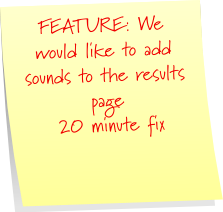 FEATURE: We
would like to add
sounds to the results
page
20 minute fix